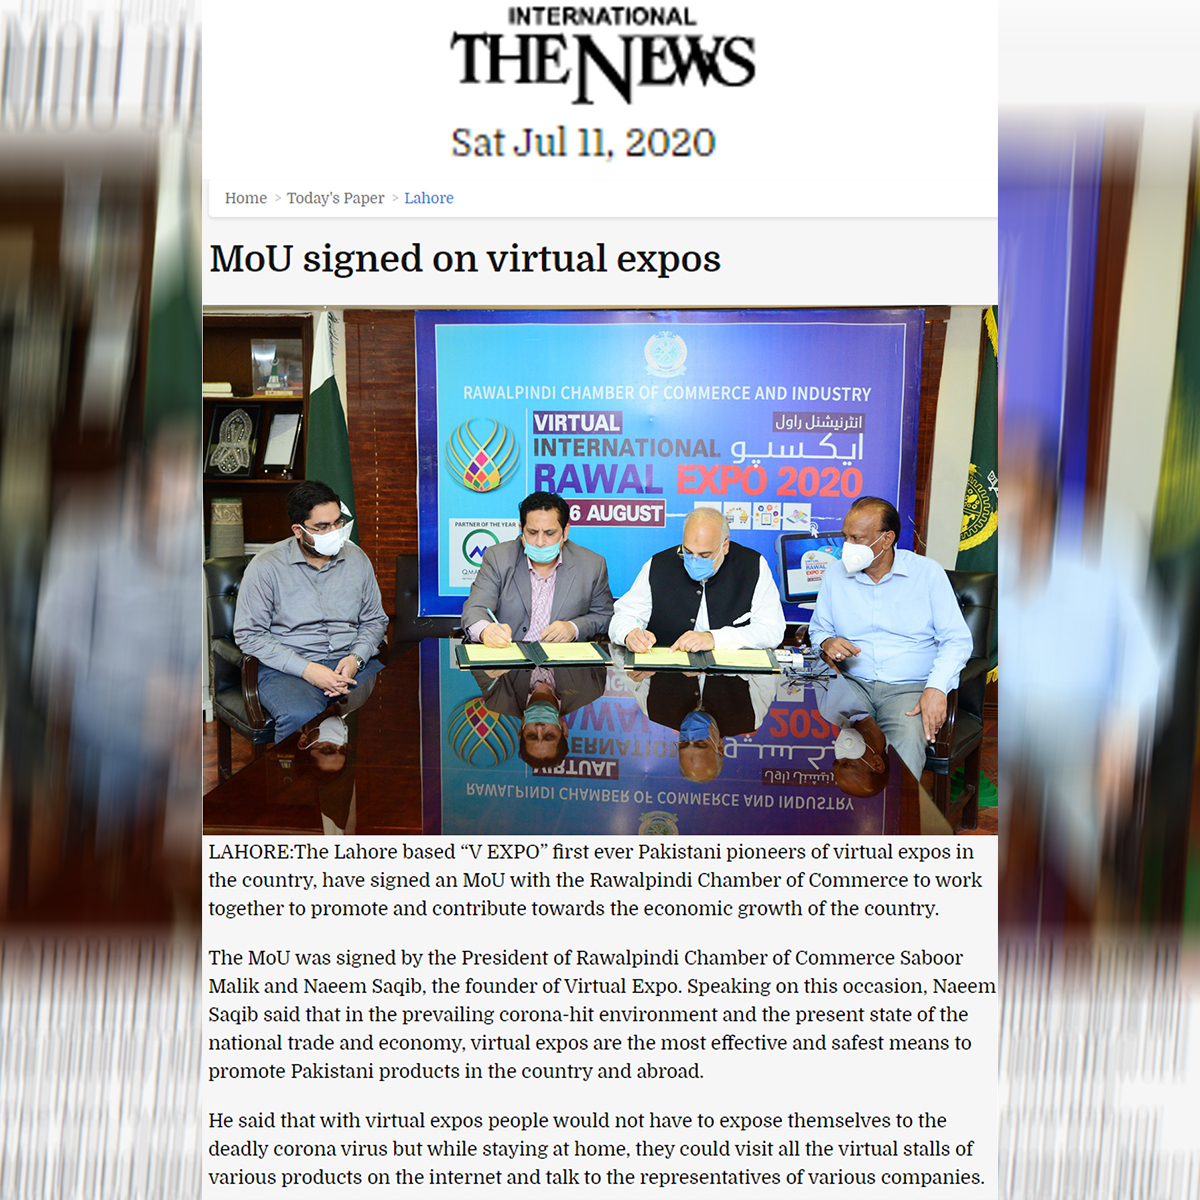 INTERNATIONAL
THE NEWS
Sat Jul 11, 2020
Home > Today's Paper > Lahore
MoU signed on virtual expos
RAWALPINDI CHAMBER OF COMMERCE AND INDUSTRY
VIRTUAL
INTERNATIONAL
RAWAL EXPO 2020
انٹرنیشنل راول
ایکسپو
6 AUGUST
PARTNER OF THE YEAR
LAHORE:The Lahore based “V EXPO” first ever Pakistani pioneers of virtual expos in
the country, have signed an MoU with the Rawalpindi Chamber of Commerce to work
together to promote and contribute towards the economic growth of the country.
The MoU was signed by the President of Rawalpindi Chamber of Commerce Saboor
Malik and Naeem Saqib, the founder of Virtual Expo. Speaking on this occasion, Naeem
Saqib said that in the prevailing corona-hit environment and the present state of the
national trade and economy, virtual expos are the most effective and safest means to
promote Pakistani products in the country and abroad.
He said that with virtual expos people would not have to expose themselves to the
deadly corona virus but while staying at home, they could visit all the virtual stalls of
various products on the internet and talk to the representatives of various companies.